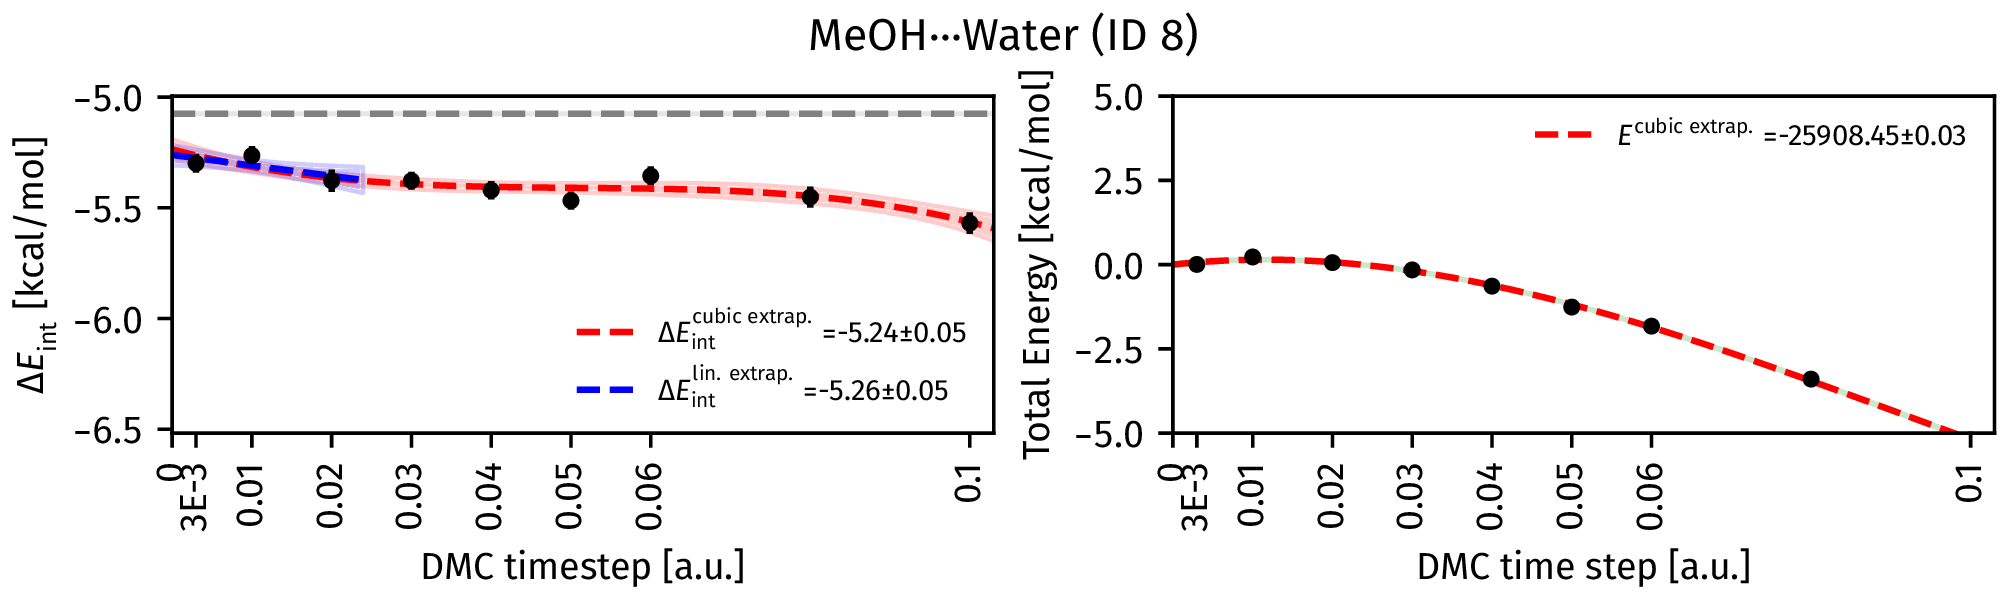 MeOH···Water (ID 8)
ΔE_int [kcal/mol]
−5.0
−5.5
−6.0
−6.5
ΔE_int^cubic extrap. =-5.24±0.05
ΔE_int^lin. extrap. =-5.26±0.05
0
3E-3
0.01
0.02
0.03
0.04
0.05
0.06
0.1
DMC timestep [a.u.]
Total Energy [kcal/mol]
5.0
2.5
0.0
−2.5
−5.0
E^cubic extrap. =-25908.45±0.03
0
3E-3
0.01
0.02
0.03
0.04
0.05
0.06
0.1
DMC time step [a.u.]